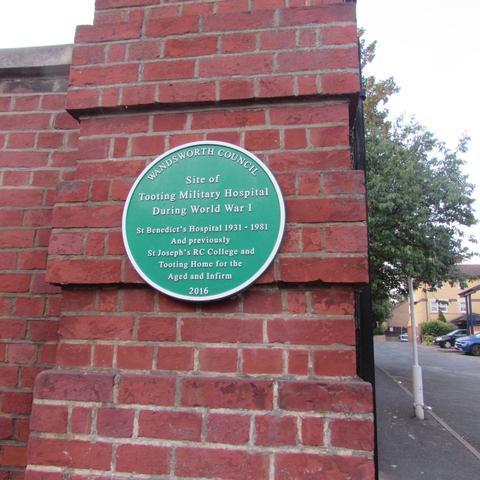 WANDSWORTH COUNCIL
Site of
Tooting Military Hospital
During World War I
St Benedict's Hospital 1931 - 1981
And previously
St Joseph's RC College and
Tooting Home for the
Aged and Infirm
2016